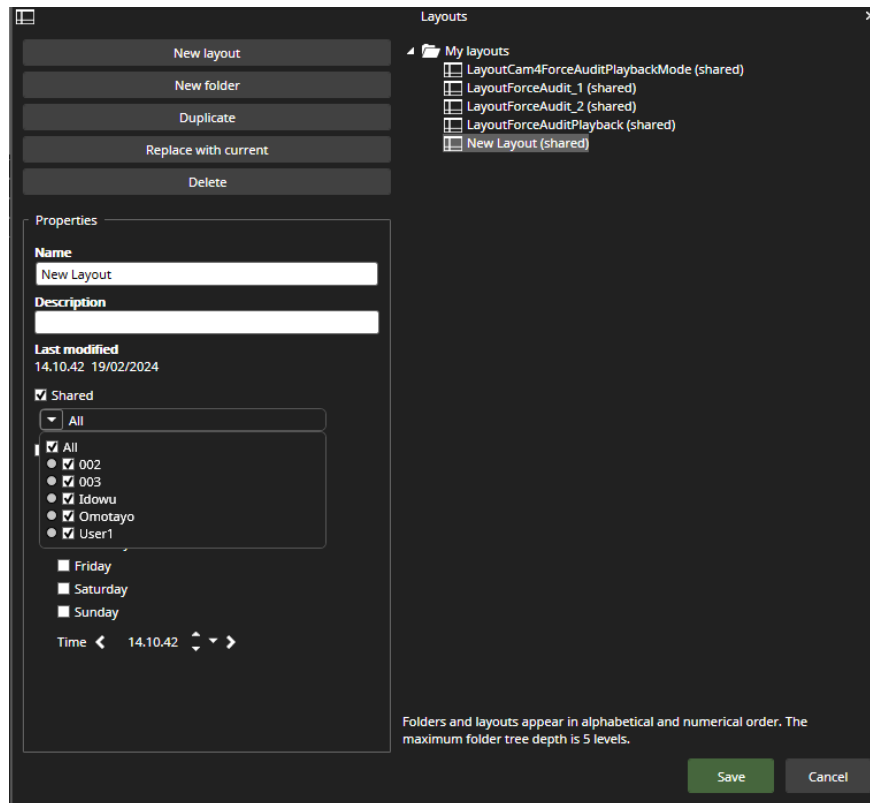 Layouts
New layout
New folder
Duplicate
Replace with current
Delete
Properties
Name
New Layout
Description
Last modified
14.10.42 19/02/2024
Shared
All
All
002
003
Idowu
Omotayo
User1
Friday
Saturday
Sunday
Time 14.10.42
My layouts
LayoutCam4ForceAuditPlaybackMode (shared)
LayoutForceAudit_1 (shared)
LayoutForceAudit_2 (shared)
LayoutForceAuditPlayback (shared)
New Layout (shared)
Folders and layouts appear in alphabetical and numerical order. The
maximum folder tree depth is 5 levels.
Save
Cancel